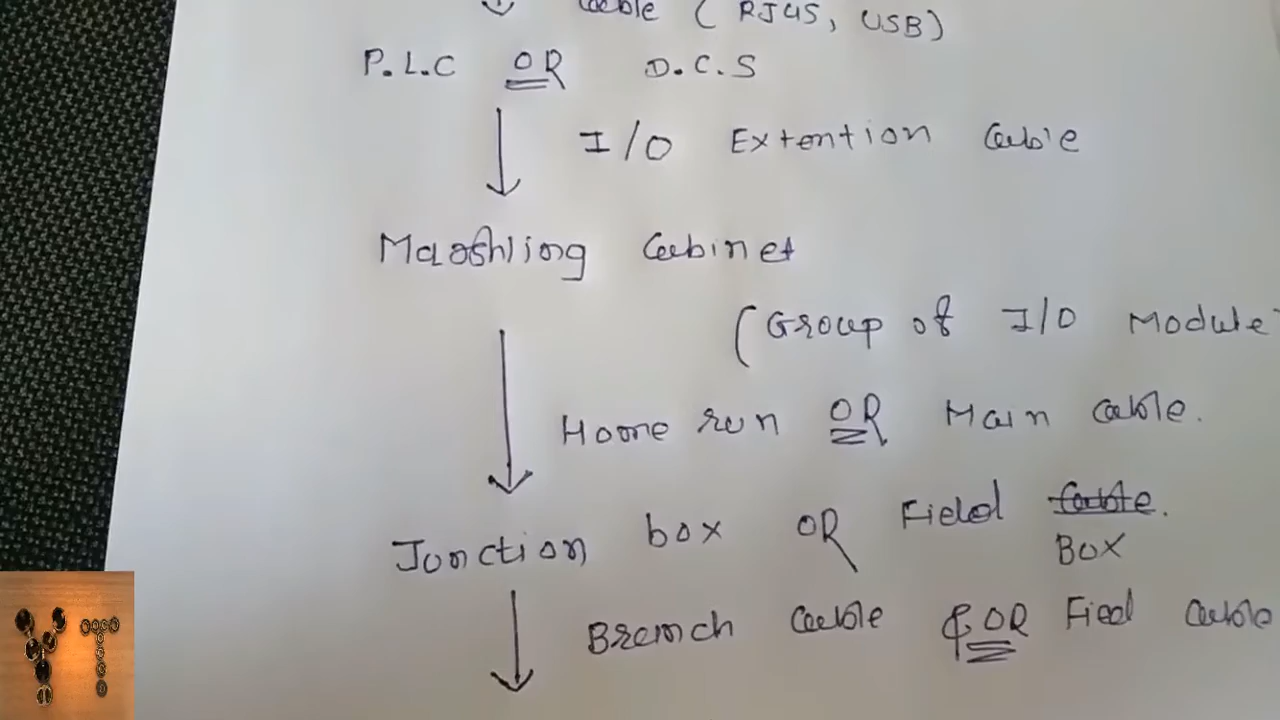 cable ( RJ45, USB)
P.L.C OR D.C.S
I/O Extention Cable
Marshling Cabinet
(Group of I/O Module
Home run OR Main cable.
Junction box OR Field cable.
Box
Branch Cable & OR Field Cable
YT